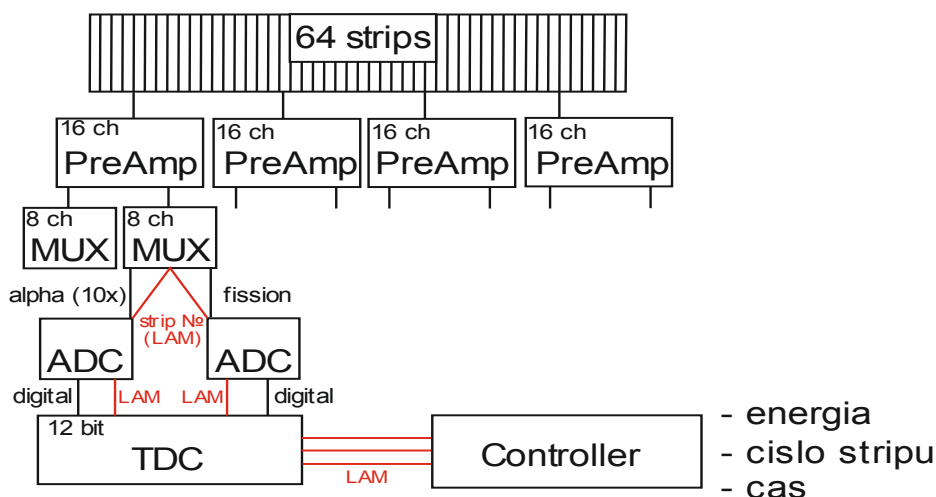 64 strips
16 ch
PreAmp
16 ch
PreAmp
16 ch
PreAmp
16 ch
PreAmp
8 ch
MUX
8 ch
MUX
alpha (10x)
fission
strip №
(LAM)
ADC
ADC
digital
LAM
LAM
digital
12 bit
TDC
LAM
Controller
- energia
- cislo stripu
- cas